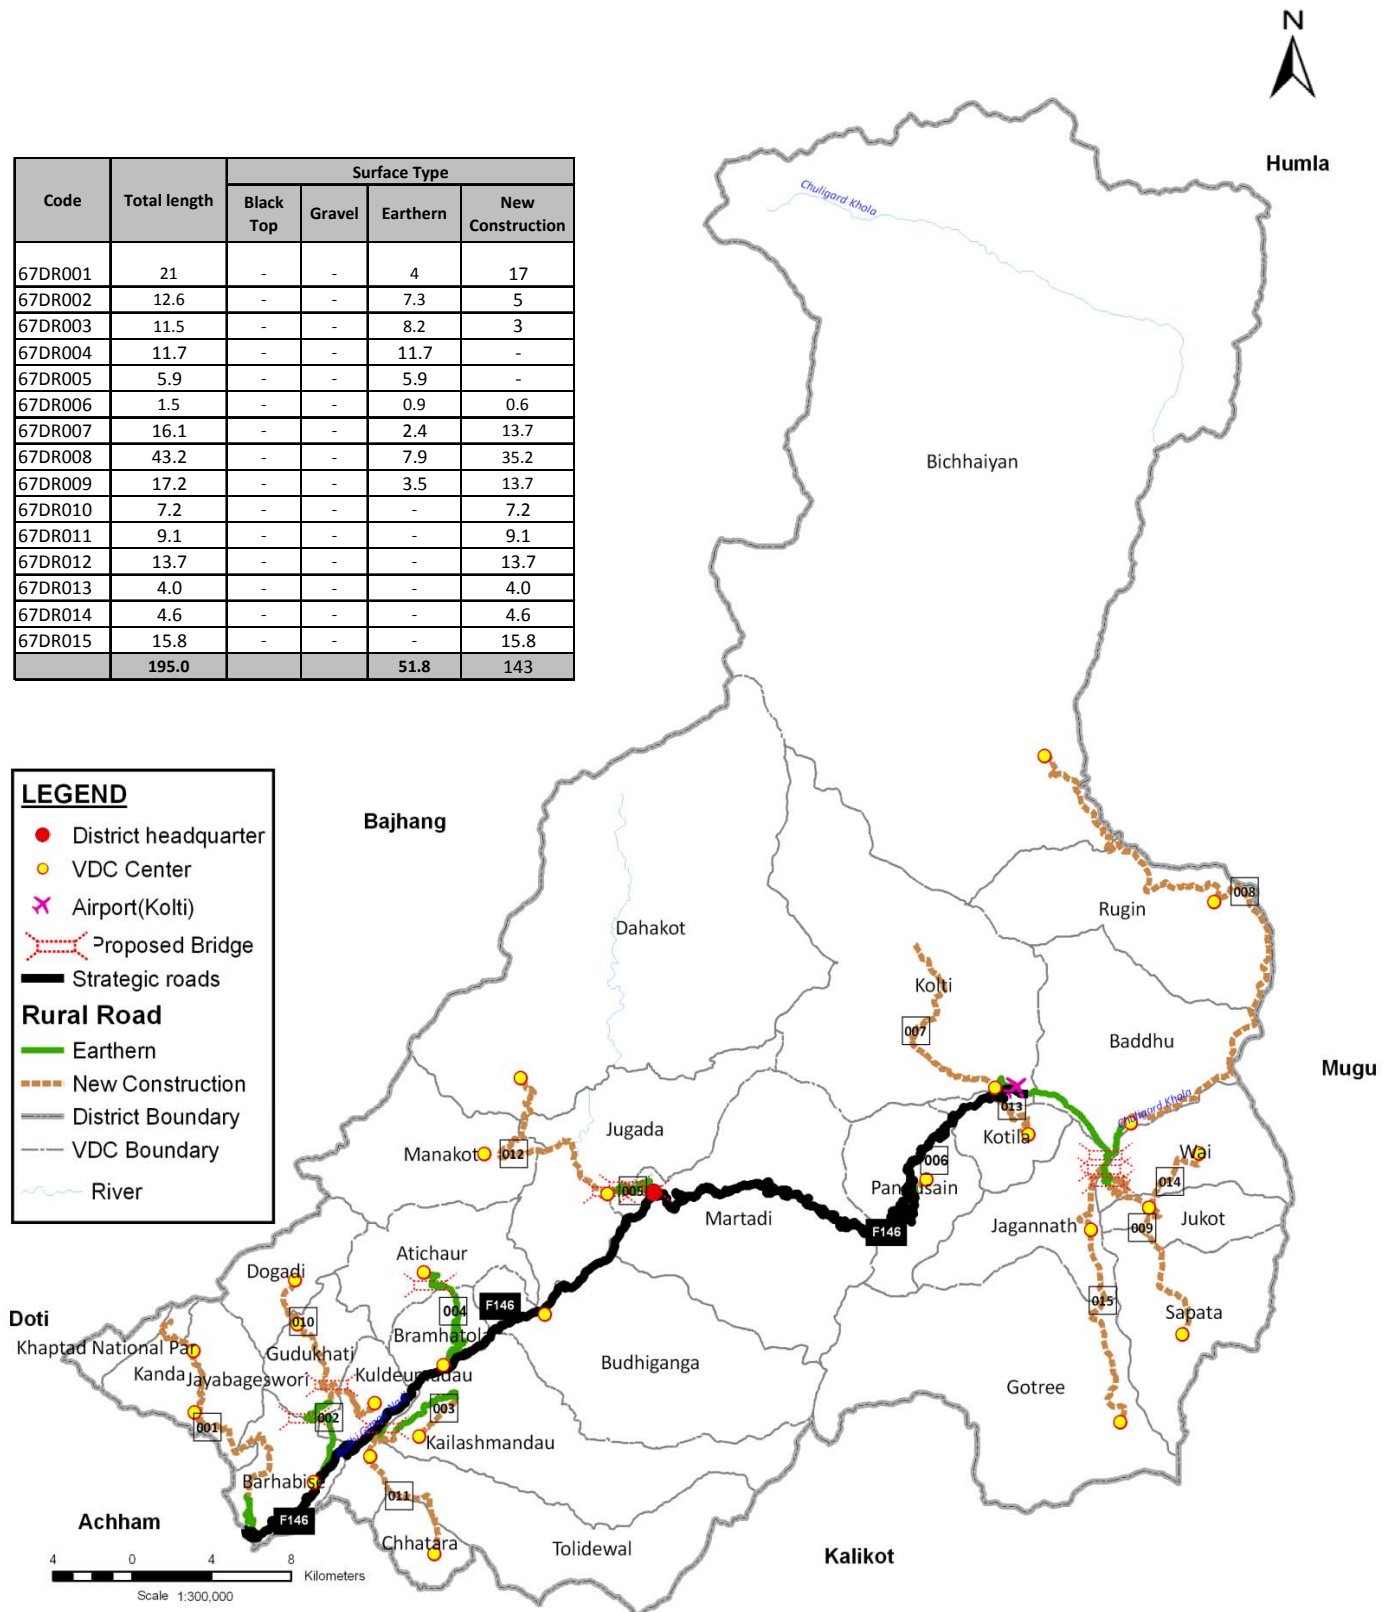 N
Humla
Code Total length Surface Type
Black Top Gravel Earthern New Construction
67DR001 21 - - 4 17
67DR002 12.6 - - 7.3 5
67DR003 11.5 - - 8.2 3
67DR004 11.7 - - 11.7 -
67DR005 5.9 - - 5.9 -
67DR006 1.5 - - 0.9 0.6
67DR007 16.1 - - 2.4 13.7
67DR008 43.2 - - 7.9 35.2
67DR009 17.2 - - 3.5 13.7
67DR010 7.2 - - - 7.2
67DR011 9.1 - - - 9.1
67DR012 13.7 - - - 13.7
67DR013 4.0 - - - 4.0
67DR014 4.6 - - - 4.6
67DR015 15.8 - - - 15.8
195.0 51.8 143
Chuligard Khola
Bichhaiyan
LEGEND
District headquarter
VDC Center
Airport(Kolti)
Proposed Bridge
Strategic roads
Rural Road
Earthern
New Construction
District Boundary
VDC Boundary
River
Bajhang
008
Rugin
Dahakot
Kolti
007
Baddhu
Mugu
013
Chuligard Khola
Jugada
Kotila
Manakot
012
006
Wai
005
014
Martadi
Jagannath
009
Jukot
F146
Atichaur
Dogadi
015
Sapata
Doti
010
004
F146
Bramhatola
Khaptad National Par
Gudukhati
Budhiganga
Kanda
Jayabageswori
Gotree
002
003
001
Kailashmandau
Barhabise
011
Achham
F146
Chhatara
Tolidewal
Kalikot
4 0 4 8
Kilometers
Scale 1:300,000